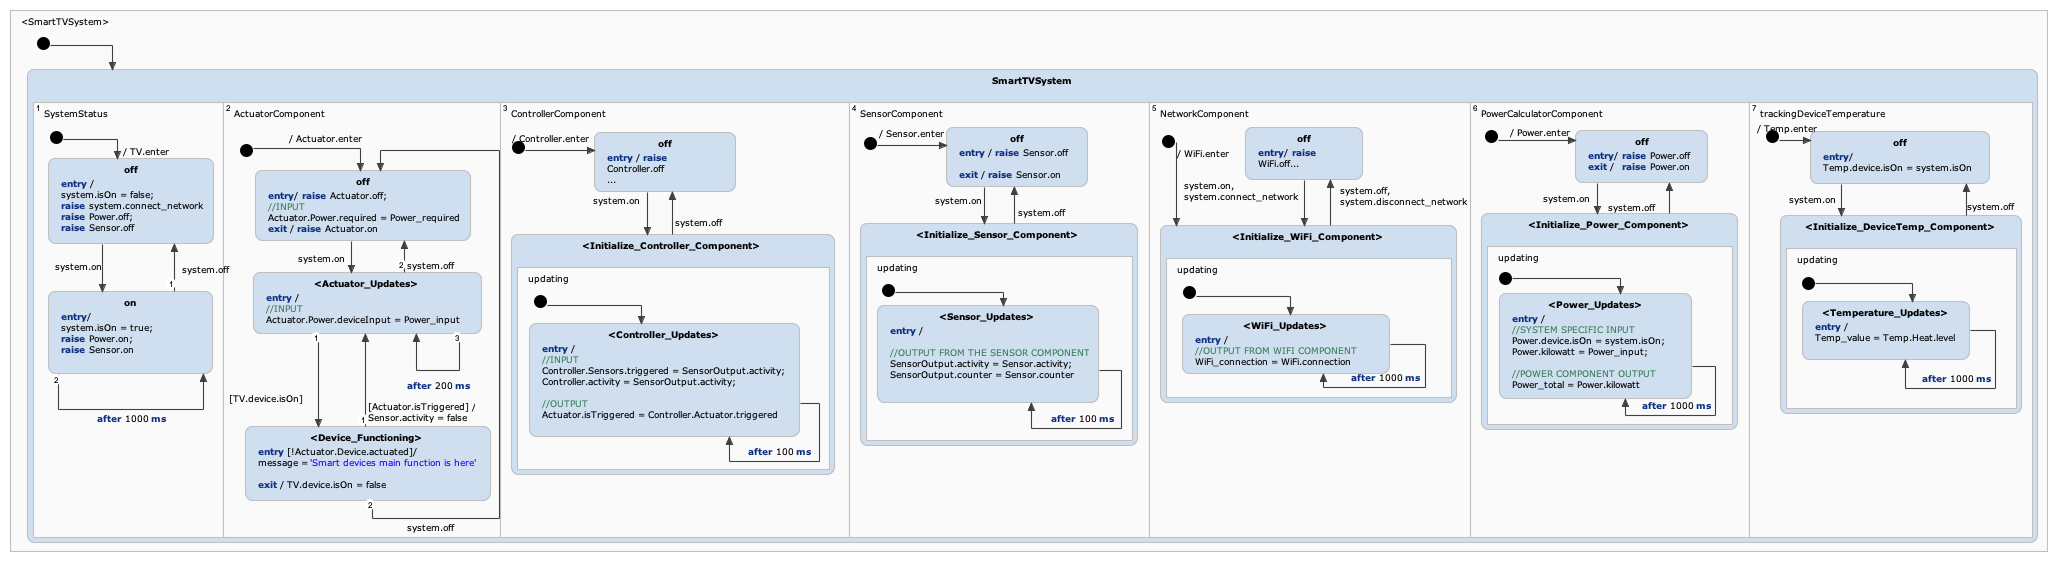 <SmartTVSystem>
SmartTVSystem
1
SystemStatus
/ TV.enter
off
entry /
system.isOn = false;
raise system.connect_network
raise Power.off;
raise Sensor.off
system.on
system.off
1
on
entry/
system.isOn = true;
raise Power.on;
raise Sensor.on
2
after 1000 ms
2
ActuatorComponent
/ Actuator.enter
off
entry/ raise Actuator.off;
//INPUT
Actuator.Power.required = Power_required
exit / raise Actuator.on
system.on
2
system.off
<Actuator_Updates>
entry /
//INPUT
Actuator.Power.deviceInput = Power_input
1
3
after 200 ms
[TV.device.isOn]
[Actuator.isTriggered] /
Sensor.activity = false
1
<Device_Functioning>
entry [!Actuator.Device.actuated]/
message = 'Smart devices main function is here'
exit / TV.device.isOn = false
2
system.off
3
ControllerComponent
/ Controller.enter
off
entry / raise
Controller.off
...
system.on
system.off
<Initialize_Controller_Component>
updating
<Controller_Updates>
entry /
//INPUT
Controller.Sensors.triggered = SensorOutput.activity;
Controller.activity = SensorOutput.activity;
//OUTPUT
Actuator.isTriggered = Controller.Actuator.triggered
after 100 ms
4
SensorComponent
/ Sensor.enter
off
entry / raise Sensor.off
exit / raise Sensor.on
system.on
system.off
<Initialize_Sensor_Component>
updating
<Sensor_Updates>
entry /
//OUTPUT FROM THE SENSOR COMPONENT
SensorOutput.activity = Sensor.activity;
SensorOutput.counter = Sensor.counter
after 100 ms
5
NetworkComponent
/ WiFi.enter
off
entry/ raise
WiFi.off...
system.on,
system.connect_network
system.off,
system.disconnect_network
<Initialize_WiFi_Component>
updating
<WiFi_Updates>
entry /
//OUTPUT FROM WIFI COMPONENT
WiFi_connection = WiFi.connection
after 1000 ms
6
PowerCalculatorComponent
/ Power.enter
off
entry/ raise Power.off
exit / raise Power.on
system.on
system.off
<Initialize_Power_Component>
updating
<Power_Updates>
entry /
//SYSTEM SPECIFIC INPUT
Power.device.isOn = system.isOn;
Power.kilowatt = Power_input;
//POWER COMPONENT OUTPUT
Power_total = Power.kilowatt
after 1000 ms
7
trackingDeviceTemperature
/ Temp.enter
off
entry/
Temp.device.isOn = system.isOn
system.on
system.off
<Initialize_DeviceTemp_Component>
updating
<Temperature_Updates>
entry /
Temp_value = Temp.Heat.level
after 1000 ms